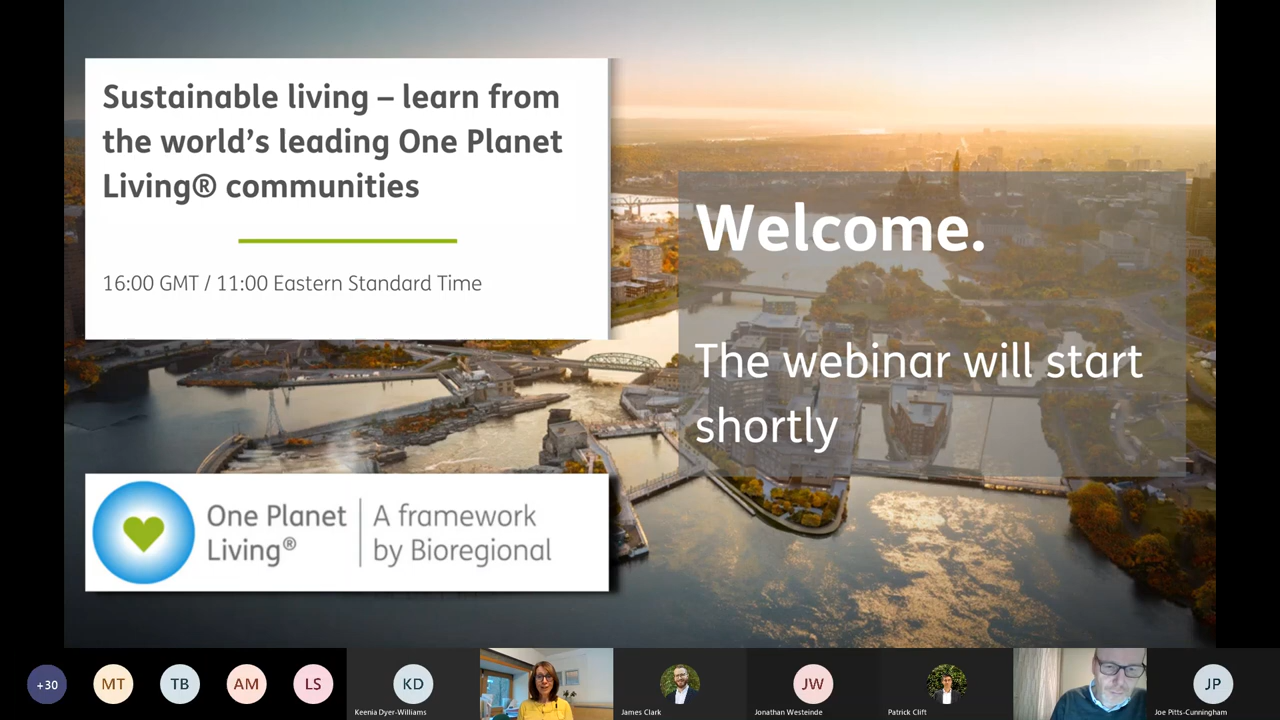 Sustainable living – learn from
the world’s leading One Planet
Living® communities
16:00 GMT / 11:00 Eastern Standard Time
Welcome.
The webinar will start
shortly
One Planet
Living®
A framework
by Bioregional
+30
MT
TB
AM
LS
KD
Keenia Dyer-Williams
James Clark
JW
Jonathan Westeinde
Patrick Clift
JP
Joe Pitts-Cunningham